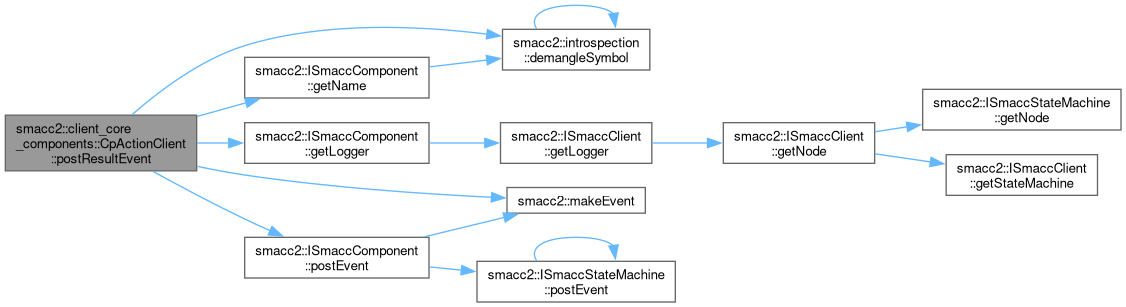 smacc2::client_core
_components::CpActionClient
::postResultEvent
smacc2::introspection
::demangleSymbol
smacc2::ISmaccComponent
::getName
smacc2::ISmaccComponent
::getLogger
smacc2::ISmaccClient
::getLogger
smacc2::ISmaccClient
::getNode
smacc2::ISmaccStateMachine
::getNode
smacc2::ISmaccClient
::getStateMachine
smacc2::makeEvent
smacc2::ISmaccComponent
::postEvent
smacc2::ISmaccStateMachine
::postEvent